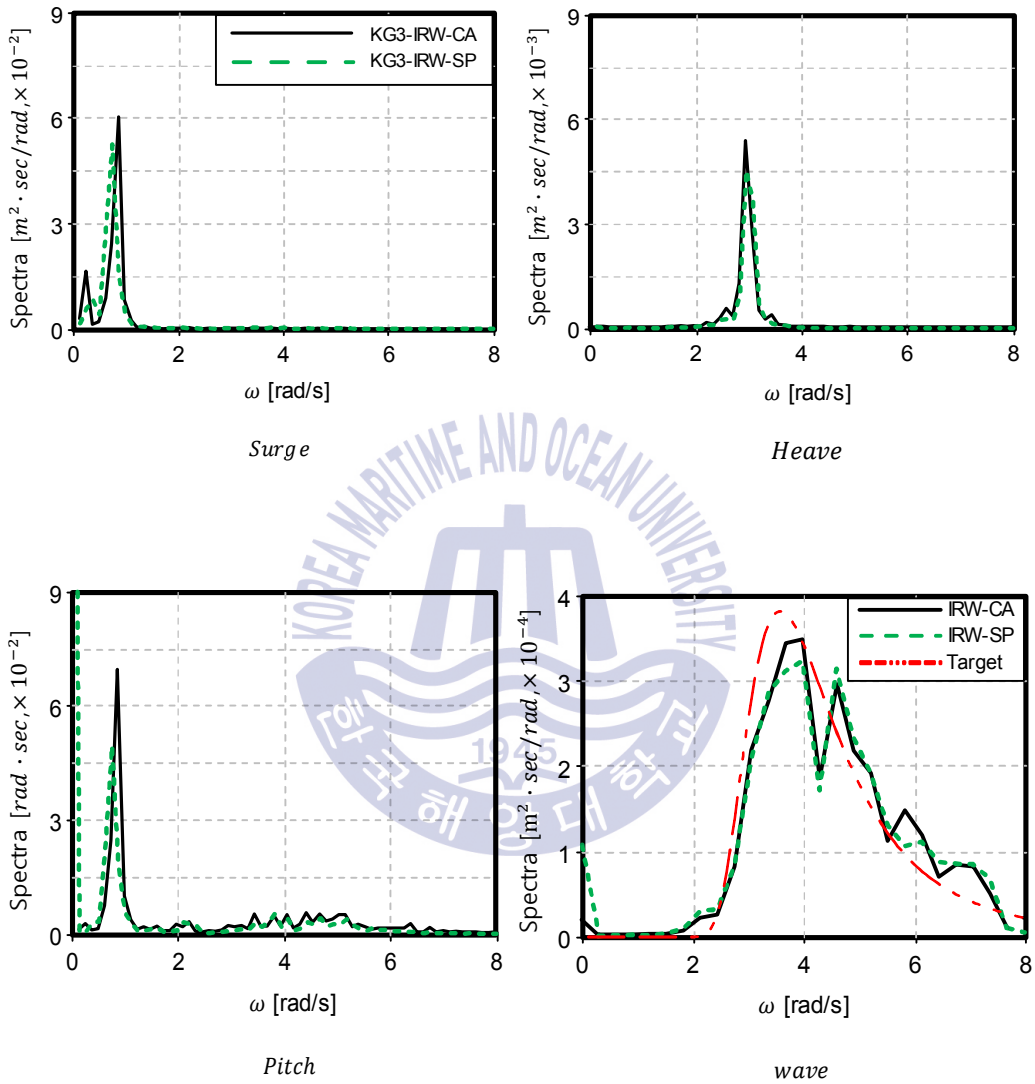 Spectra [m² · sec/rad, × 10⁻²]
9
6
3
0
0 2 4 6 8
ω [rad/s]
KG3-IRW-CA
KG3-IRW-SP
Surge
Spectra [m² · sec/rad, × 10⁻³]
9
6
3
0
0 2 4 6 8
ω [rad/s]
Heave
KOREA MARITIME AND OCEAN UNIVERSITY
1945
한국해양대학교
Spectra [rad · sec, × 10⁻²]
9
6
3
0
0 2 4 6 8
ω [rad/s]
Pitch
Spectra [m² · sec/rad, × 10⁻⁴]
4
3
2
1
0
0 2 4 6 8
ω [rad/s]
IRW-CA
IRW-SP
Target
wave